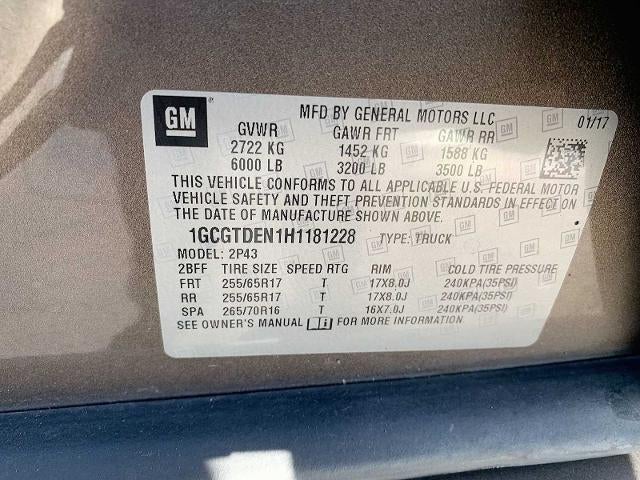 GM
MFD BY GENERAL MOTORS LLC 01/17
GVWR GAWR FRT GAWR RR
2722 KG 1452 KG 1588 KG
6000 LB 3200 LB 3500 LB
THIS VEHICLE CONFORMS TO ALL APPLICABLE U.S. FEDERAL MOTOR
VEHICLE SAFETY AND THEFT PREVENTION STANDARDS IN EFFECT ON
THE DATE OF MANUFACTURE SHOWN ABOVE.
1GCGTDEN1H1181228 TYPE: TRUCK
MODEL: 2P43
2BFF TIRE SIZE SPEED RTG RIM COLD TIRE PRESSURE
FRT 255/65R17 T 17X8.0J 240KPA(35PSI)
RR 255/65R17 T 17X8.0J 240KPA(35PSI)
SPA 265/70R16 T 16X7.0J 240KPA(35PSI)
SEE OWNER'S MANUAL i FOR MORE INFORMATION